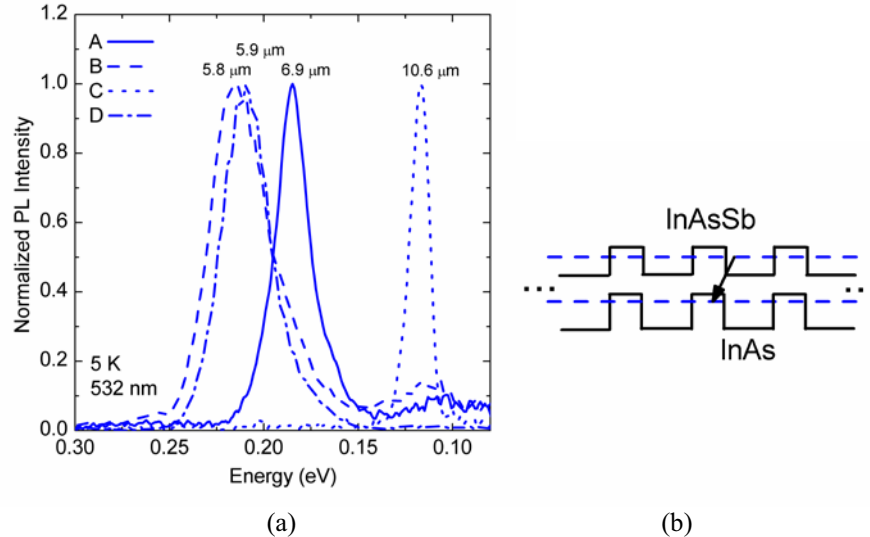 1.2
1.0
0.8
0.6
0.4
0.2
0.0
Normalized PL Intensity
A
B
C
D
5.9 μm
5.8 μm
6.9 μm
10.6 μm
5 K
532 nm
0.30
0.25
0.20
0.15
0.10
Energy (eV)
(a)
InAsSb
InAs
(b)